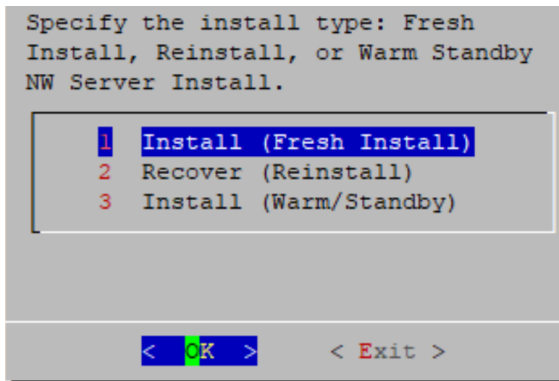 Specify the install type: Fresh
Install, Reinstall, or Warm Standby
NW Server Install.
1 Install (Fresh Install)
2 Recover (Reinstall)
3 Install (Warm/Standby)
< OK > < Exit >